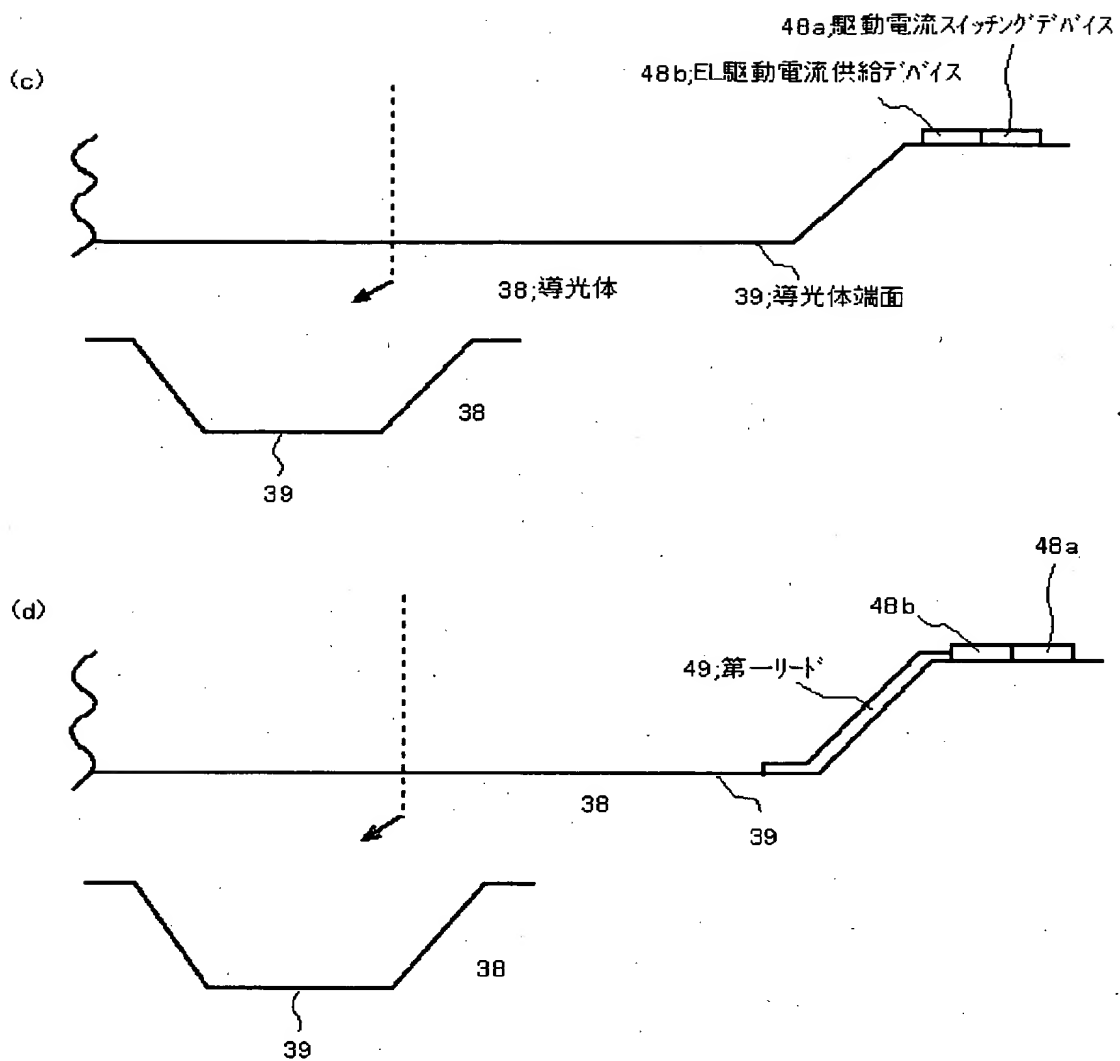 48a;駆動電流スイッチングデバイス
48b;EL駆動電流供給デバイス
(c)
38;導光体
39;導光体端面
38
39
48a
(d)
48b
49;第一リード
38
39
38
39